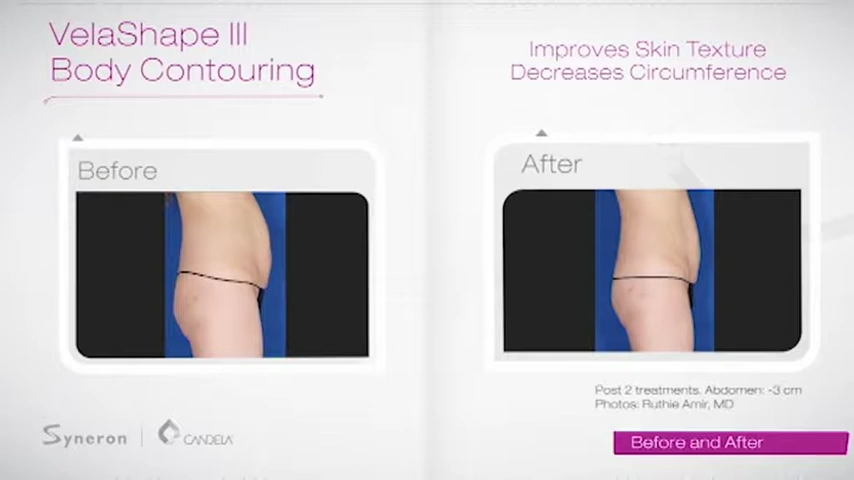 VelaShape III
Body Contouring
Improves Skin Texture
Decreases Circumference
Before
After
Post 2 treatments. Abdomen: -3 cm
Photos: Ruthie Amir, MD
Syneron
CANDELA
Before and After